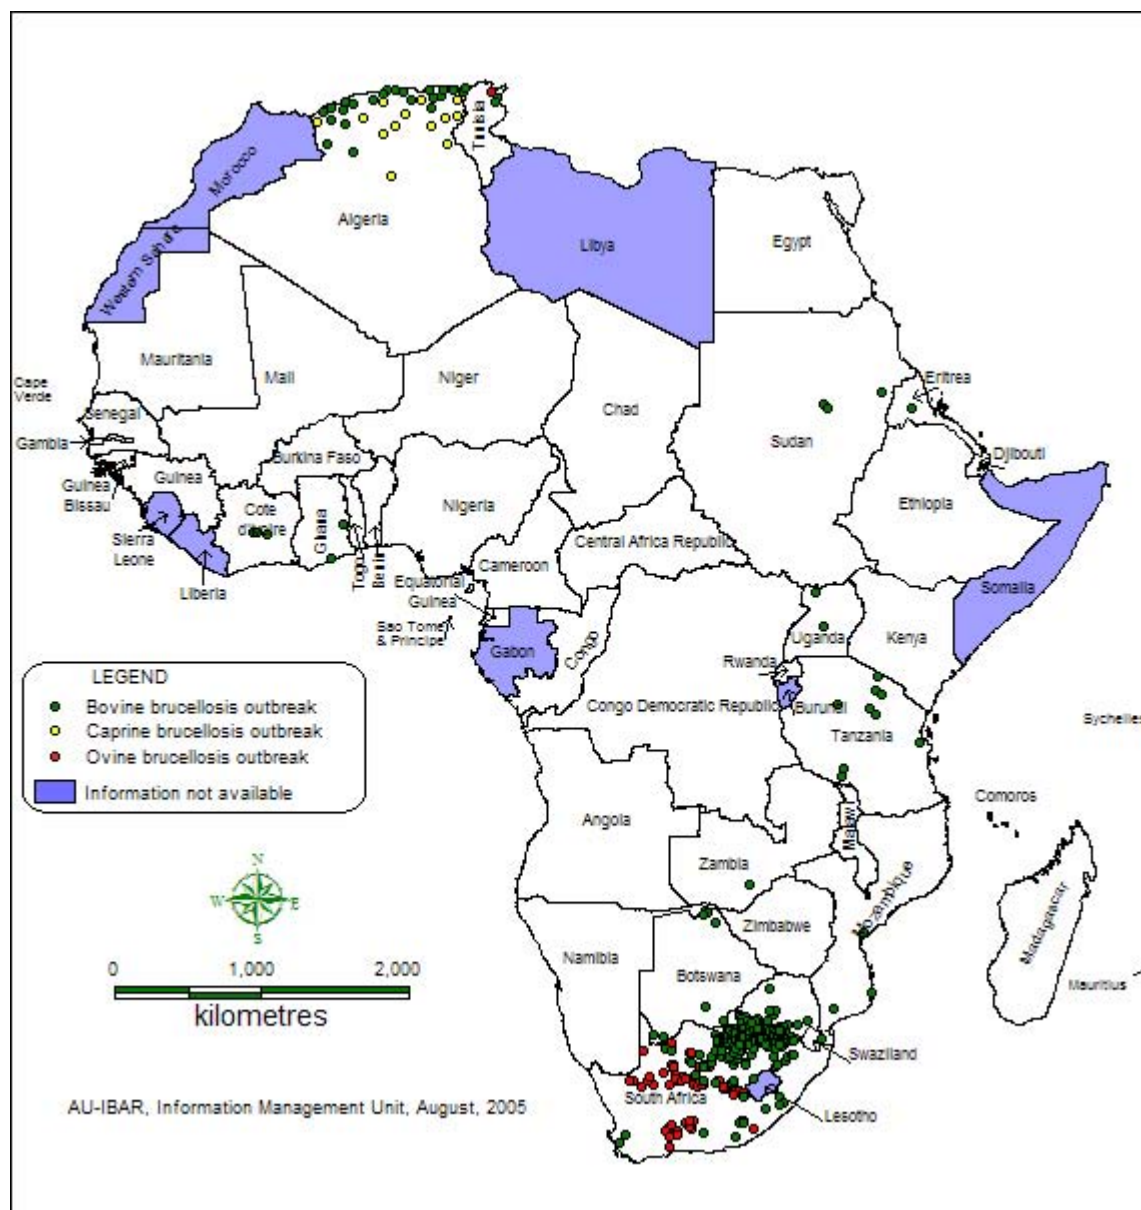 Tunisia
Morocco
Algeria
Libya
Egypt
Western Sahara
Mauritania
Mali
Niger
Chad
Sudan
Eritrea
Cape
Verde
Senegal
Gambia
Guinea
Bissau
Guinea
Burkina Faso
Djibouti
Nigeria
Ethiopia
Cote
d'Ivoire
Ghana
Sierra
Leone
Liberia
Togo
Benin
Central Africa Republic
Cameroon
Somalia
Equatorial
Guinea
Sao Tome
& Principe
Gabon
Congo
Uganda
Kenya
Rwanda
Congo Democratic Republic
Burundi
Tanzania
Sychelles
LEGEND
Bovine brucellosis outbreak
Caprine brucellosis outbreak
Ovine brucellosis outbreak
Information not available
Comoros
Angola
Malawi
Zambia
Mozambique
Zimbabwe
Madagascar
Mauritius
Namibia
Botswana
N
W E
S
0 1,000 2,000
kilometres
Swaziland
South Africa
Lesotho
AU-IBAR, Information Management Unit, August, 2005